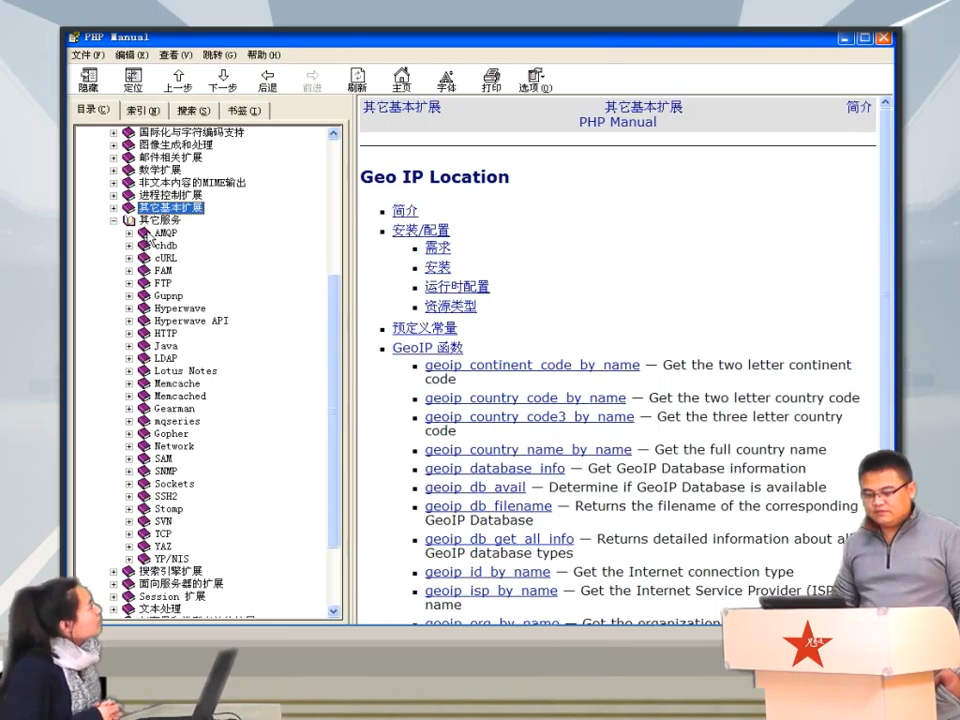 PHP Manual
文件(F) 编辑(E) 查看(V) 跳转(G) 帮助(H)
隐藏 定位 上一步 下一步 后退 前进 刷新 主页 字体 打印 选项(O)
目录(C) 索引(N) 搜索(S) 书签(I)
国际化与字符编码支持
图像生成和处理
邮件相关扩展
数学扩展
非文本内容的MIME输出
进程控制扩展
其它基本扩展
其它服务
AMQP
chdb
cURL
FAM
FTP
Gupnp
Hyperwave
Hyperwave API
HTTP
Java
LDAP
Lotus Notes
Memcache
Memcached
Gearman
mqseries
Gopher
Network
SAM
SNMP
Sockets
SSH2
Stomp
SVN
TCP
YAZ
YP/NIS
搜索引擎扩展
面向服务器的扩展
Session 扩展
文本处理
其它基本扩展 其它基本扩展 简介
PHP Manual
Geo IP Location
简介
安装/配置
需求
安装
运行时配置
资源类型
预定义常量
GeoIP 函数
geoip_continent_code_by_name — Get the two letter continent
code
geoip_country_code_by_name — Get the two letter country code
geoip_country_code3_by_name — Get the three letter country
code
geoip_country_name_by_name — Get the full country name
geoip_database_info — Get GeoIP Database information
geoip_db_avail — Determine if GeoIP Database is available
geoip_db_filename — Returns the filename of the corresponding
GeoIP Database
geoip_db_get_all_info — Returns detailed information about all
GeoIP database types
geoip_id_by_name — Get the Internet connection type
geoip_isp_by_name — Get the Internet Service Provider (ISP)
name
geoip_org_by_name — Get the organization